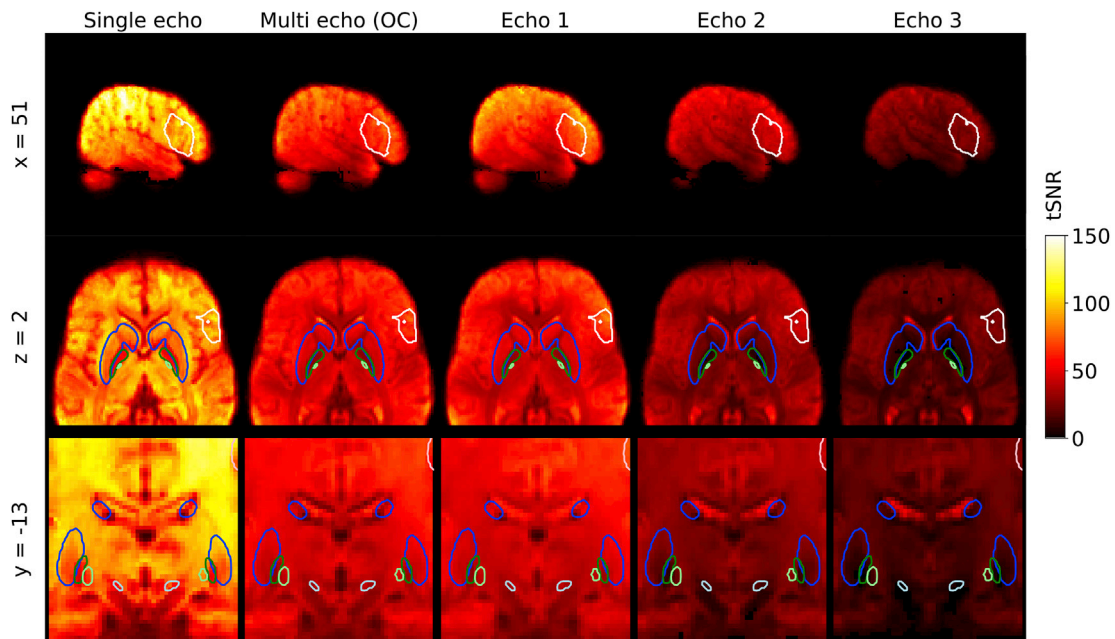 Single echo
Multi echo (OC)
Echo 1
Echo 2
Echo 3
x = 51
z = 2
y = -13
tSNR
150
100
50
0